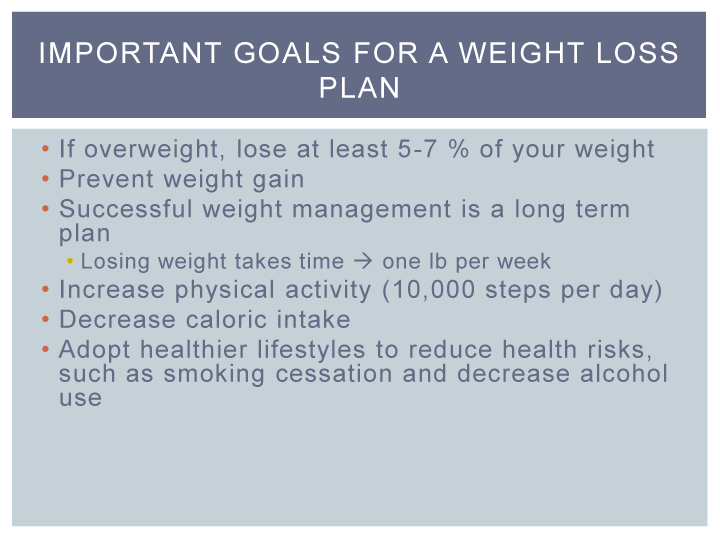 IMPORTANT GOALS FOR A WEIGHT LOSS
PLAN
• If overweight, lose at least 5-7 % of your weight
• Prevent weight gain
• Successful weight management is a long term
plan
• Losing weight takes time → one lb per week
• Increase physical activity (10,000 steps per day)
• Decrease caloric intake
• Adopt healthier lifestyles to reduce health risks,
such as smoking cessation and decrease alcohol
use